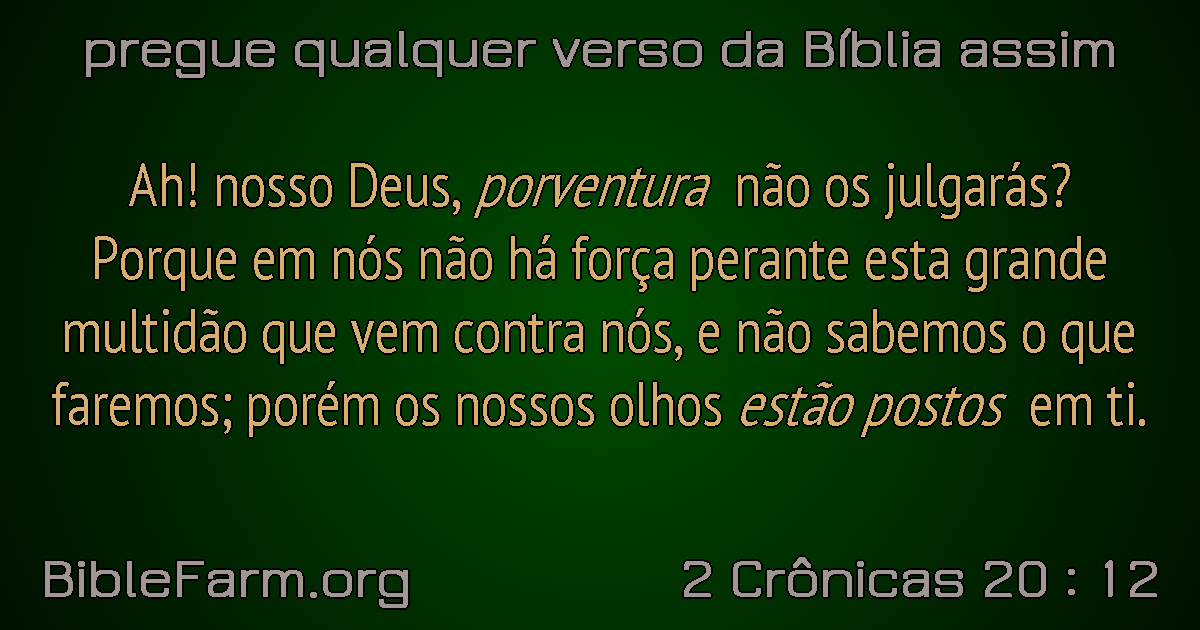 pregue qualquer verso da Bíblia assim
Ah! nosso Deus, porventura não os julgarás?
Porque em nós não há força perante esta grande
multidão que vem contra nós, e não sabemos o que
faremos; porém os nossos olhos estão postos em ti.
BibleFarm.org
2 Crônicas 20 : 12